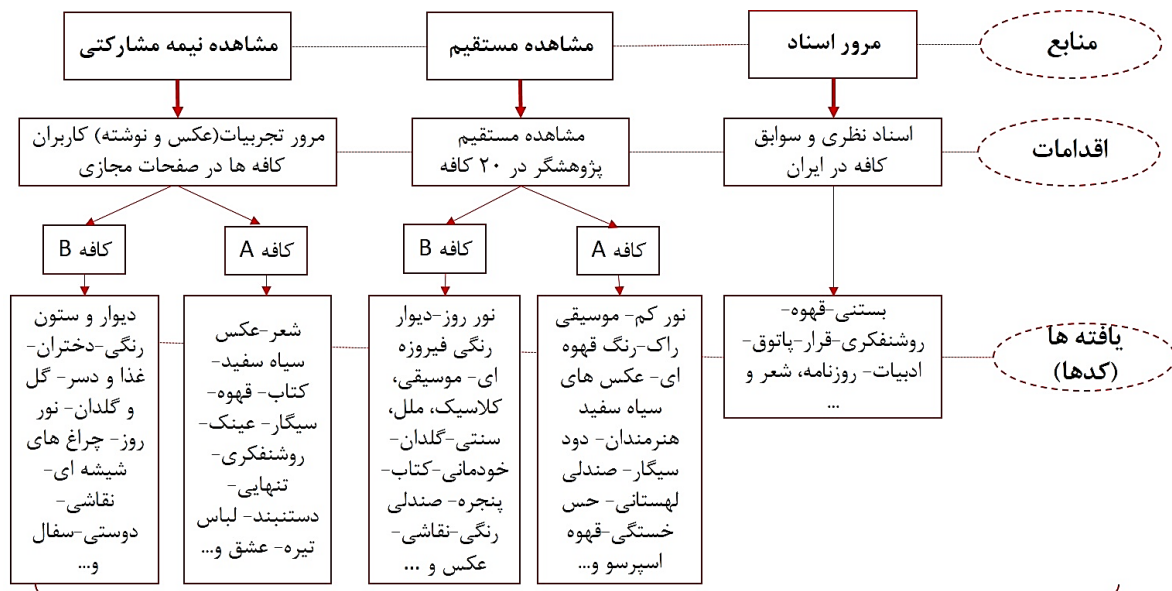 منابع
مرور اسناد
مشاهده مستقیم
مشاهده نیمه مشارکتی
اقدامات
اسناد نظری و سوابق
کافه در ایران
مشاهده مستقیم
پژوهشگر در ۲۰ کافه
مرور تجربیات(عکس و نوشته) کاربران
کافه ها در صفحات مجازی
کافه A
کافه B
کافه A
کافه B
یافته ها
(کدها)
بستنی-قهوه-
روشنفکری-قرار-پاتوق-
ادبیات- روزنامه، شعر و
...
نور کم- موسیقی
راک-رنگ قهوه
ای- عکس های
سیاه سفید
هنرمندان- دود
سیگار- صندلی
لهستانی- حس
خستگی-قهوه
اسپرسو و...
نور روز-دیوار
رنگی فیروزه
ای- موسیقی،
کلاسیک، ملل،
سنتی-گلدان-
خودمانی-کتاب-
پنجره- صندلی
رنگی-نقاشی-
عکس و ...
شعر-عکس
سیاه سفید-
کتاب- قهوه-
سیگار- عینک-
روشنفکری-
تنهایی-
دستنبند- لباس
تیره- عشق و...
دیوار و ستون
رنگی-دختران-
غذا و دسر- گل
و گلدان- نور
روز- چراغ های
شیشه ای-
نقاشی-
دوستی-سفال
و...